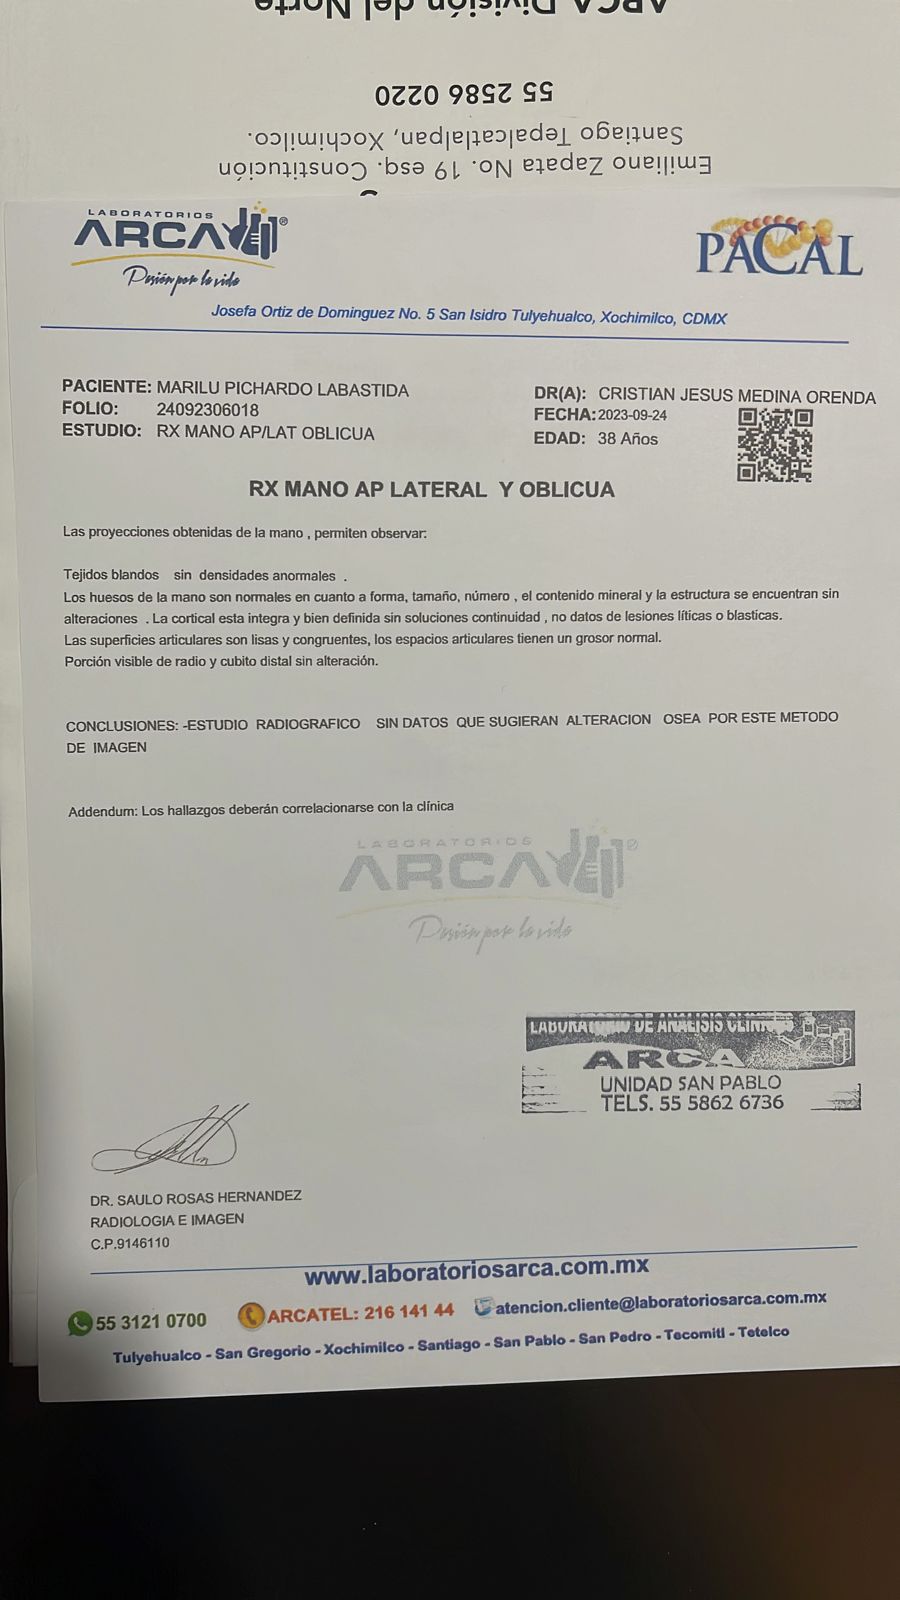 ARCA División del Norte
55 2586 0220
Santiago Tepalcatlalpan, Xochimilco.
Emiliano Zapata No. 19 esq. Constitución
LABORATORIOS
ARCA®
Pasión por la vida
PACAL
Josefa Ortiz de Dominguez No. 5 San Isidro Tulyehualco, Xochimilco, CDMX
PACIENTE: MARILU PICHARDO LABASTIDA
FOLIO: 24092306018
ESTUDIO: RX MANO AP/LAT OBLICUA
DR(A): CRISTIAN JESUS MEDINA ORENDA
FECHA: 2023-09-24
EDAD: 38 Años
RX MANO AP LATERAL Y OBLICUA
Las proyecciones obtenidas de la mano , permiten observar:
Tejidos blandos sin densidades anormales .
Los huesos de la mano son normales en cuanto a forma, tamaño, número , el contenido mineral y la estructura se encuentran sin
alteraciones . La cortical esta integra y bien definida sin soluciones continuidad , no datos de lesiones líticas o blasticas.
Las superficies articulares son lisas y congruentes, los espacios articulares tienen un grosor normal.
Porción visible de radio y cubito distal sin alteración.
CONCLUSIONES: -ESTUDIO RADIOGRAFICO SIN DATOS QUE SUGIERAN ALTERACION OSEA POR ESTE METODO
DE IMAGEN
Addendum: Los hallazgos deberán correlacionarse con la clínica
LABORATORIOS
ARCA®
Pasión por la vida
LABORATORIO DE ANALISIS CLINICOS
ARCA
UNIDAD SAN PABLO
TELS. 55 5862 6736
DR. SAULO ROSAS HERNANDEZ
RADIOLOGIA E IMAGEN
C.P.9146110
www.laboratoriosarca.com.mx
55 3121 0700 ARCATEL: 216 141 44 atencion.cliente@laboratoriosarca.com.mx
Tulyehualco - San Gregorio - Xochimilco - Santiago - San Pablo - San Pedro - Tecomitl - Tetelco